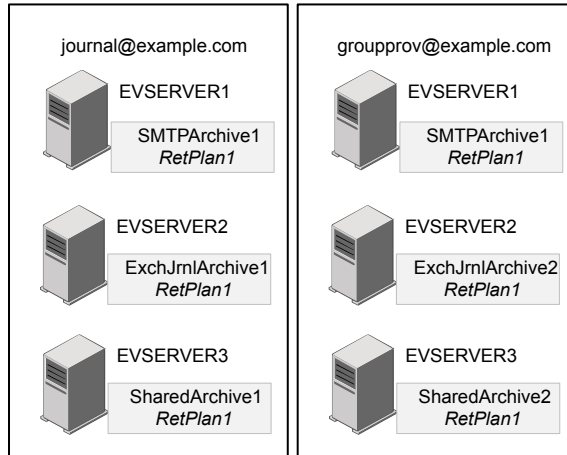 journal@example.com
EVSERVER1
SMTPArchive1
RetPlan1
EVSERVER2
ExchJrnlArchive1
RetPlan1
EVSERVER3
SharedArchive1
RetPlan1
groupprov@example.com
EVSERVER1
SMTPArchive1
RetPlan1
EVSERVER2
ExchJrnlArchive2
RetPlan1
EVSERVER3
SharedArchive2
RetPlan1